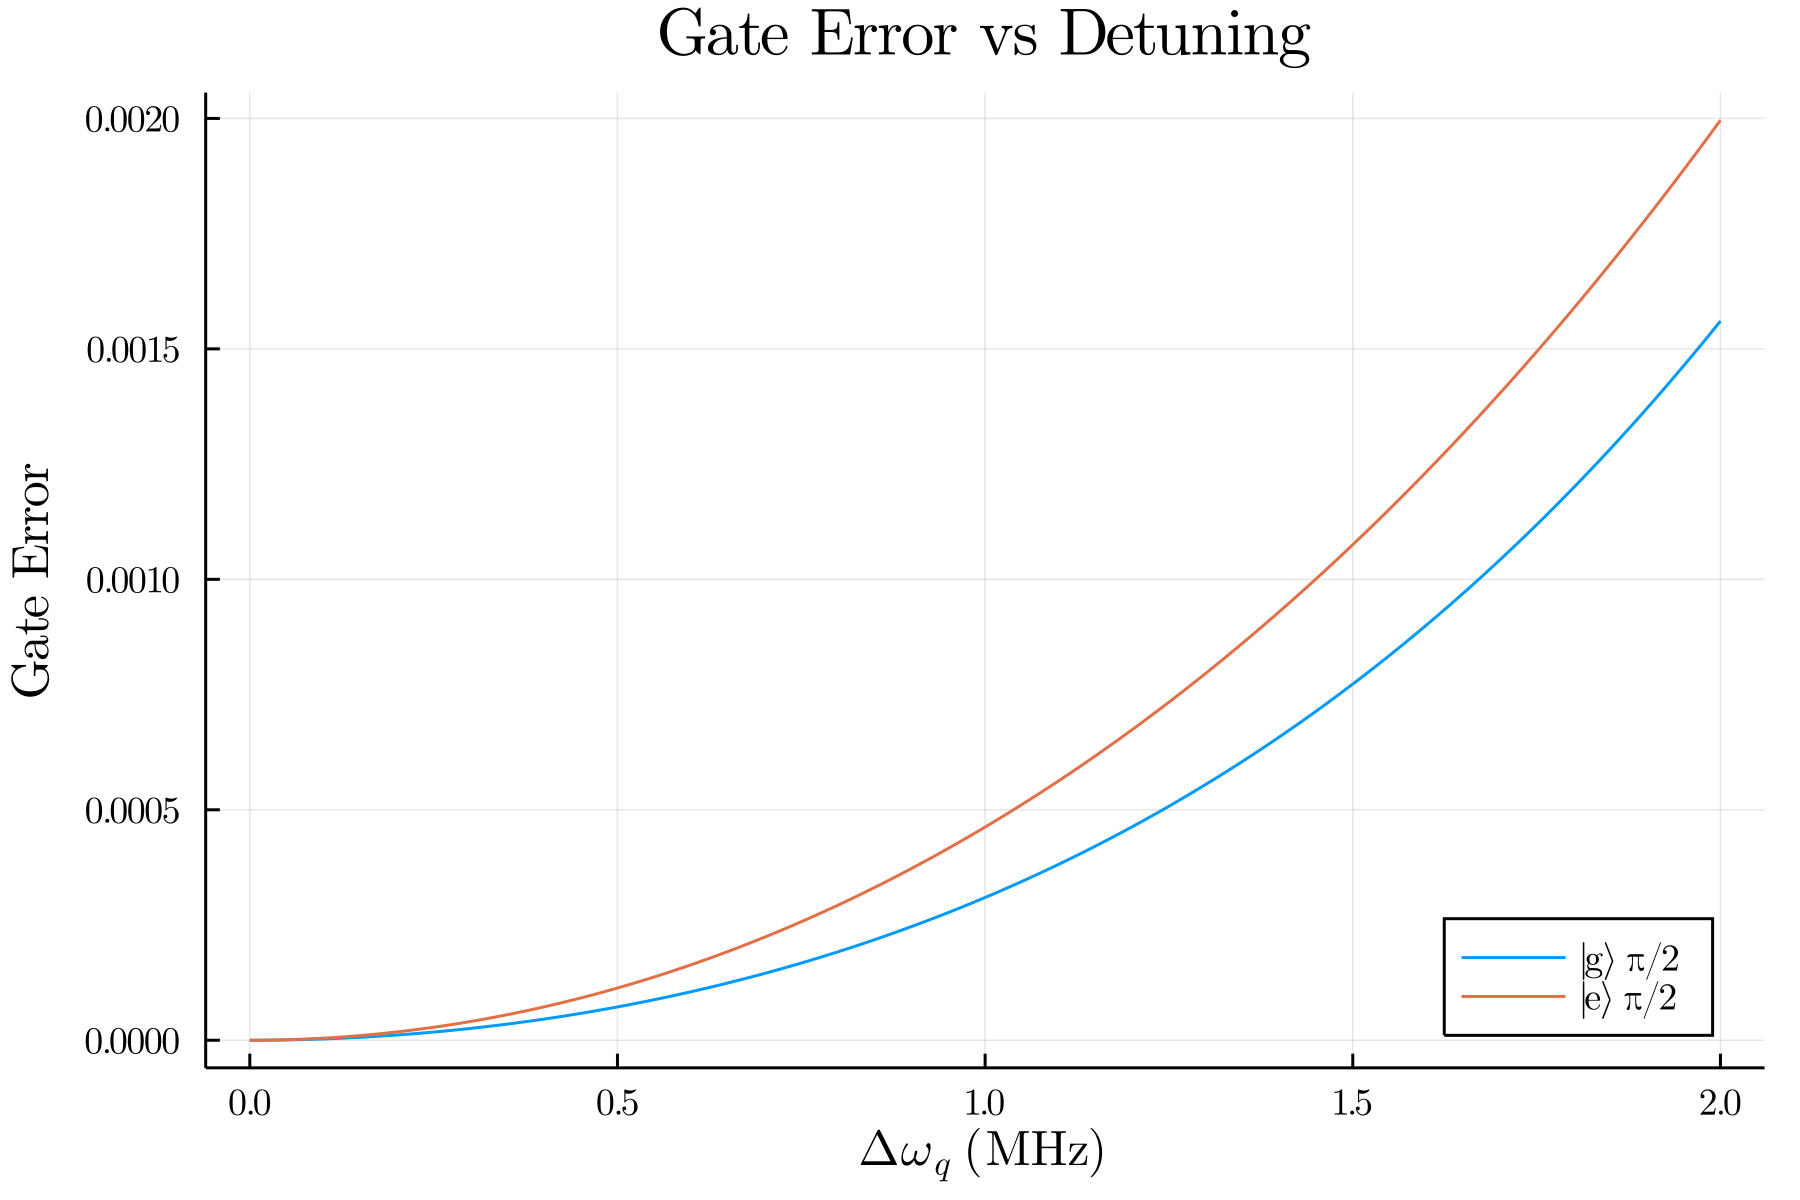 Gate Error vs Detuning
Gate Error
0.0020
0.0015
0.0010
0.0005
0.0000
0.0 0.5 1.0 1.5 2.0
Δω_q (MHz)
|g⟩ π/2
|e⟩ π/2